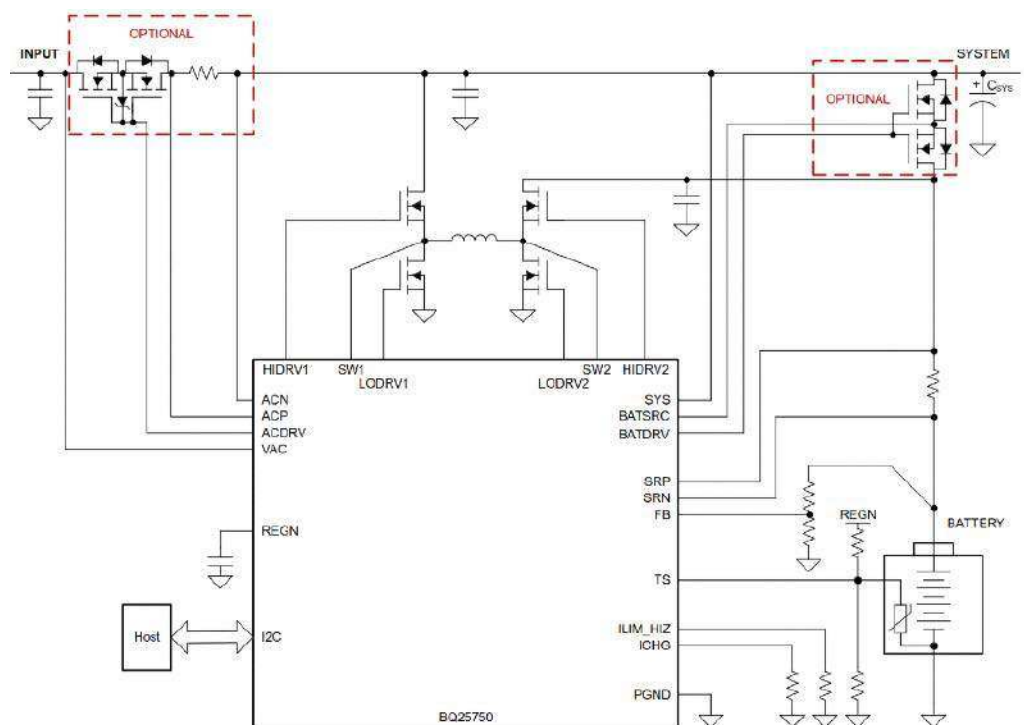 OPTIONAL
INPUT
SYSTEM
OPTIONAL
+ CSYS
HIDRV1
SW1
LODRV1
LODRV2
SW2
HIDRV2
ACN
ACP
ACDRV
VAC
SYS
BATSRC
BATDRV
SRP
SRN
FB
REGN
REGN
BATTERY
TS
Host
I2C
ILIM_HIZ
ICHG
PGND
BQ25750